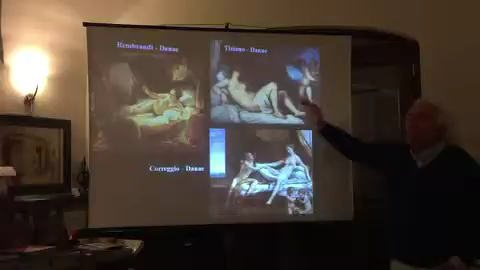 Rembrandt - Danae
Tiziano - Danae
Correggio - Danae